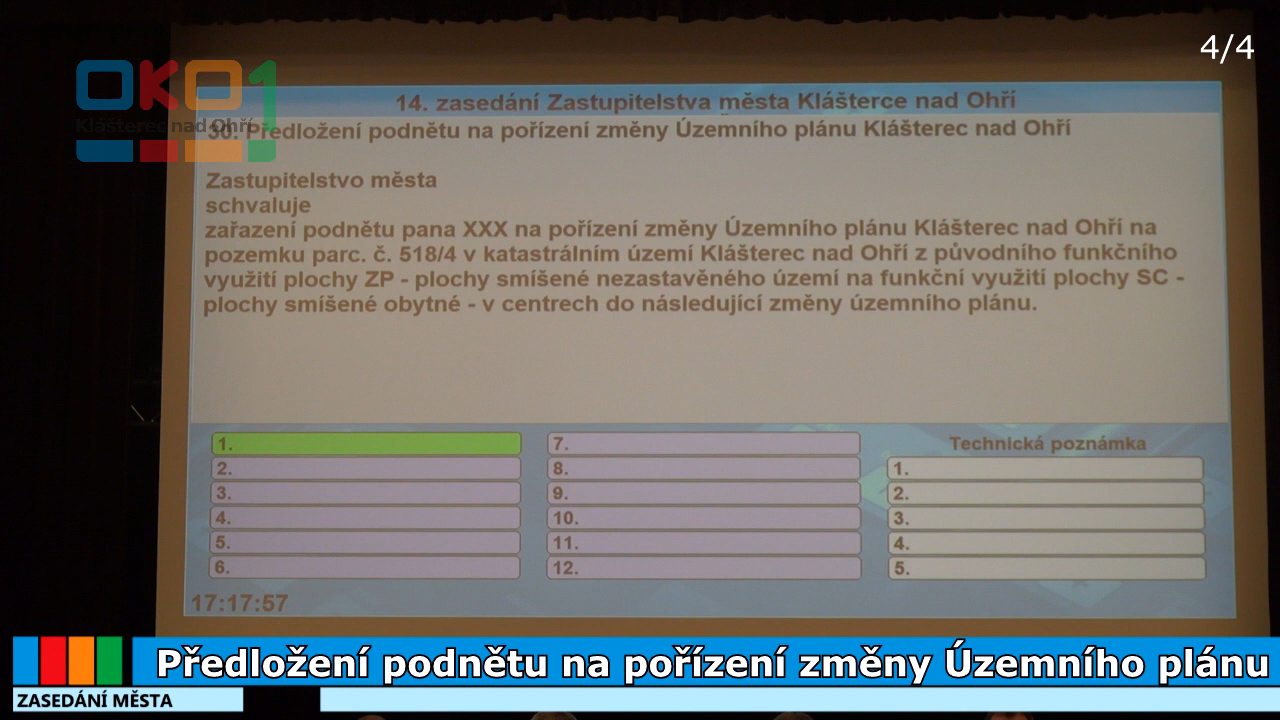 4/4
OKO1
Klášterec nad Ohří
14. zasedání Zastupitelstva města Klášterce nad Ohří
30. Předložení podnětu na pořízení změny Územního plánu Klášterec nad Ohří
Zastupitelstvo města
schvaluje
zařazení podnětu pana XXX na pořízení změny Územního plánu Klášterec nad Ohří na
pozemku parc. č. 518/4 v katastrálním území Klášterec nad Ohří z původního funkčního
využití plochy ZP - plochy smíšené nezastavěného území na funkční využití plochy SC -
plochy smíšené obytné - v centrech do následující změny územního plánu.
1.
2.
3.
4.
5.
6.
7.
8.
9.
10.
11.
12.
Technická poznámka
1.
2.
3.
4.
5.
17:17:57
Předložení podnětu na pořízení změny Územního plánu
ZASEDÁNÍ MĚSTA